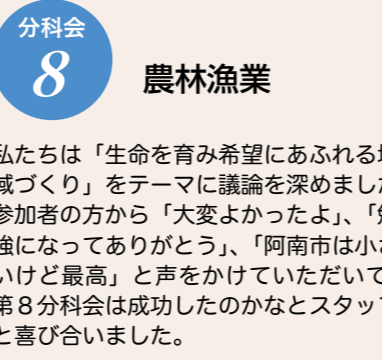 分科会
8
農林漁業
私たちは「生命を育み希望にあふれる地
域づくり」をテーマに議論を深めました
参加者の方から「大変よかったよ」、「勉
強になってありがとう」、「阿南市は小さ
いけど最高」と声をかけていただいて
第8分科会は成功したのかなとスタッフ
と喜び合いました。